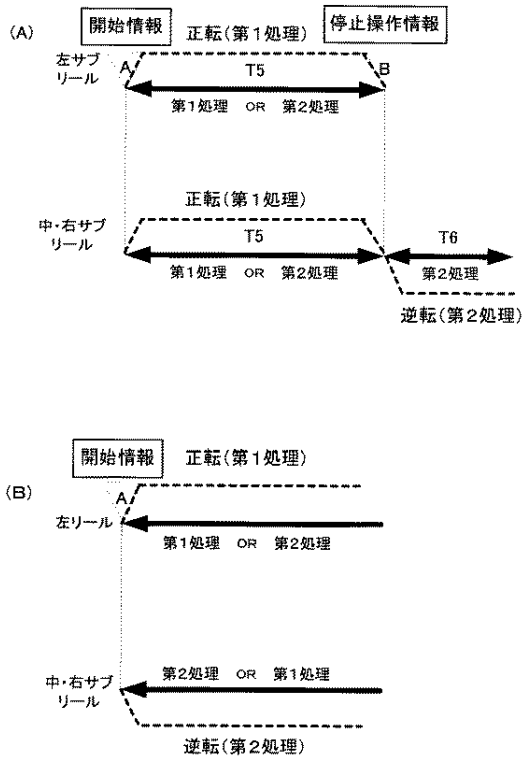 (A)
開始情報
正転(第1処理)
停止操作情報
左サブ
リール
A
T5
B
第1処理 OR 第2処理
正転(第1処理)
中・右サブ
リール
T5
T6
第1処理 OR 第2処理
第2処理
逆転(第2処理)
(B)
開始情報
正転(第1処理)
A
左リール
第1処理 OR 第2処理
中・右サブ
リール
第2処理 OR 第1処理
逆転(第2処理)